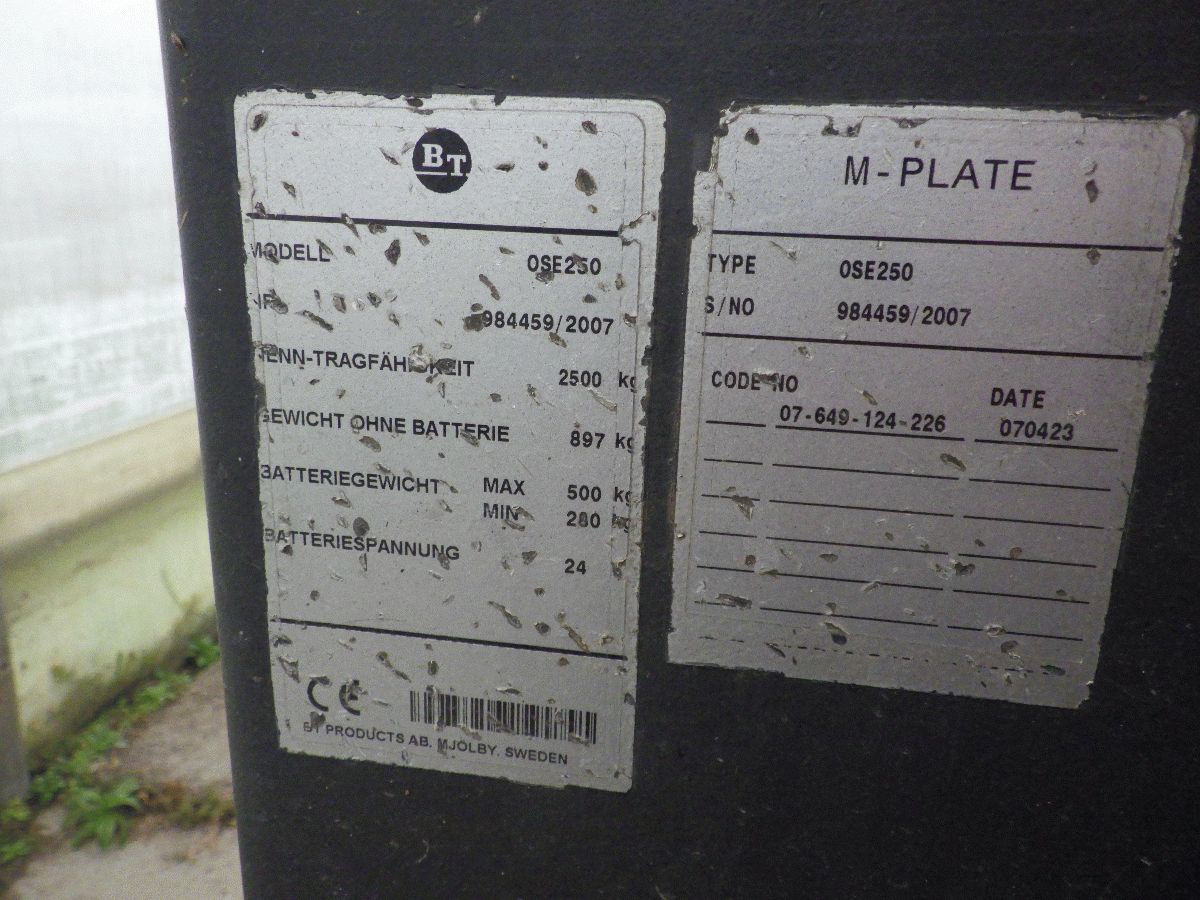 BT
MODELL OSE250
984459/2007
NENN-TRAGFÄHIGKEIT 2500 kg
GEWICHT OHNE BATTERIE 897 kg
BATTERIEGEWICHT MAX 500 kg
MIN 280 kg
BATTERIESPANNUNG 24
CE
BT PRODUCTS AB. MJÖLBY. SWEDEN
M-PLATE
TYPE OSE250
S/NO 984459/2007
CODE NO DATE
07-649-124-226 070423